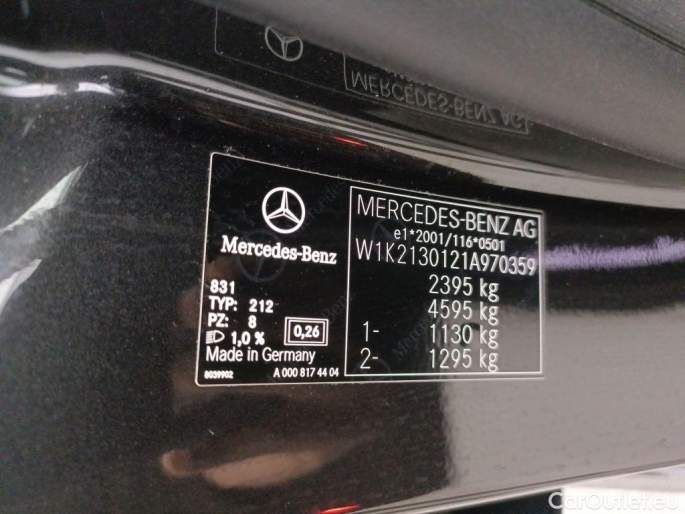 MERCEDES-BENZ AG
Mercedes-Benz
831
TYP: 212
PZ: 8
1,0 %
0,26
Made in Germany
8039902
A 000 817 44 04
MERCEDES-BENZ AG
e1*2001/116*0501
W1K2130121A970359
2395 kg
4595 kg
1- 1130 kg
2- 1295 kg
CarOutlet.eu